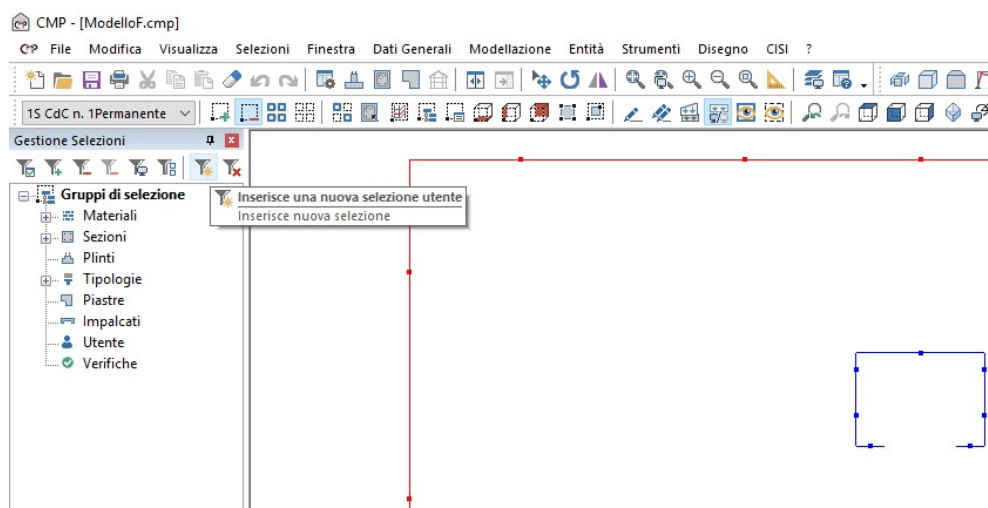 CMP - [ModelloF.cmp]
File Modifica Visualizza Selezioni Finestra Dati Generali Modellazione Entità Strumenti Disegno CISI ?
1S CdC n. 1Permanente
Gestione Selezioni
Gruppi di selezione
Inserisce una nuova selezione utente
Materiali
Inserisce nuova selezione
Sezioni
Plinti
Tipologie
Piastre
Impalcati
Utente
Verifiche